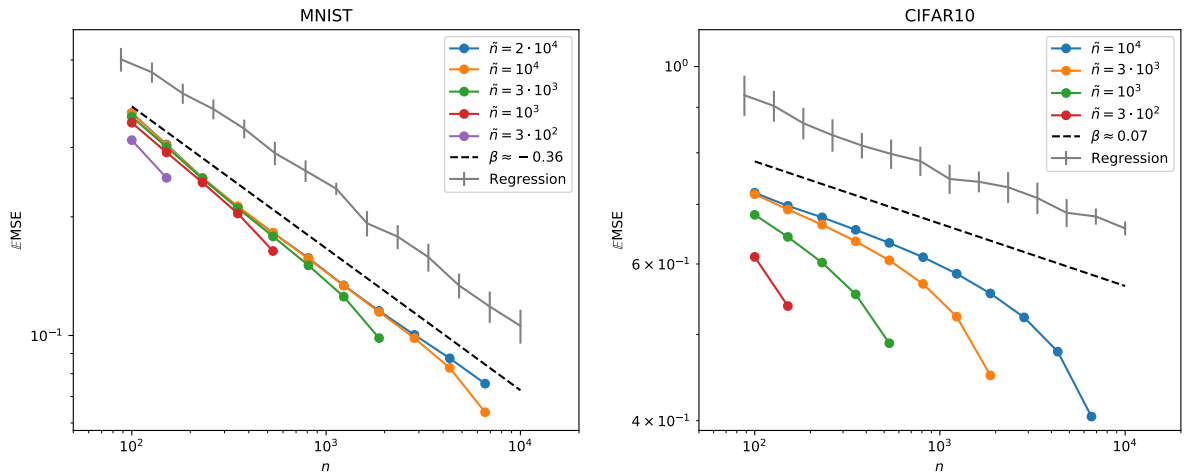 MNIST
𝔼MSE
10⁻¹
10²
10³
10⁴
n
ñ = 2 · 10⁴
ñ = 10⁴
ñ = 3 · 10³
ñ = 10³
ñ = 3 · 10²
β ≈ − 0.36
Regression
CIFAR10
𝔼MSE
10⁰
6 × 10⁻¹
4 × 10⁻¹
10²
10³
10⁴
n
ñ = 10⁴
ñ = 3 · 10³
ñ = 10³
ñ = 3 · 10²
β ≈ 0.07
Regression